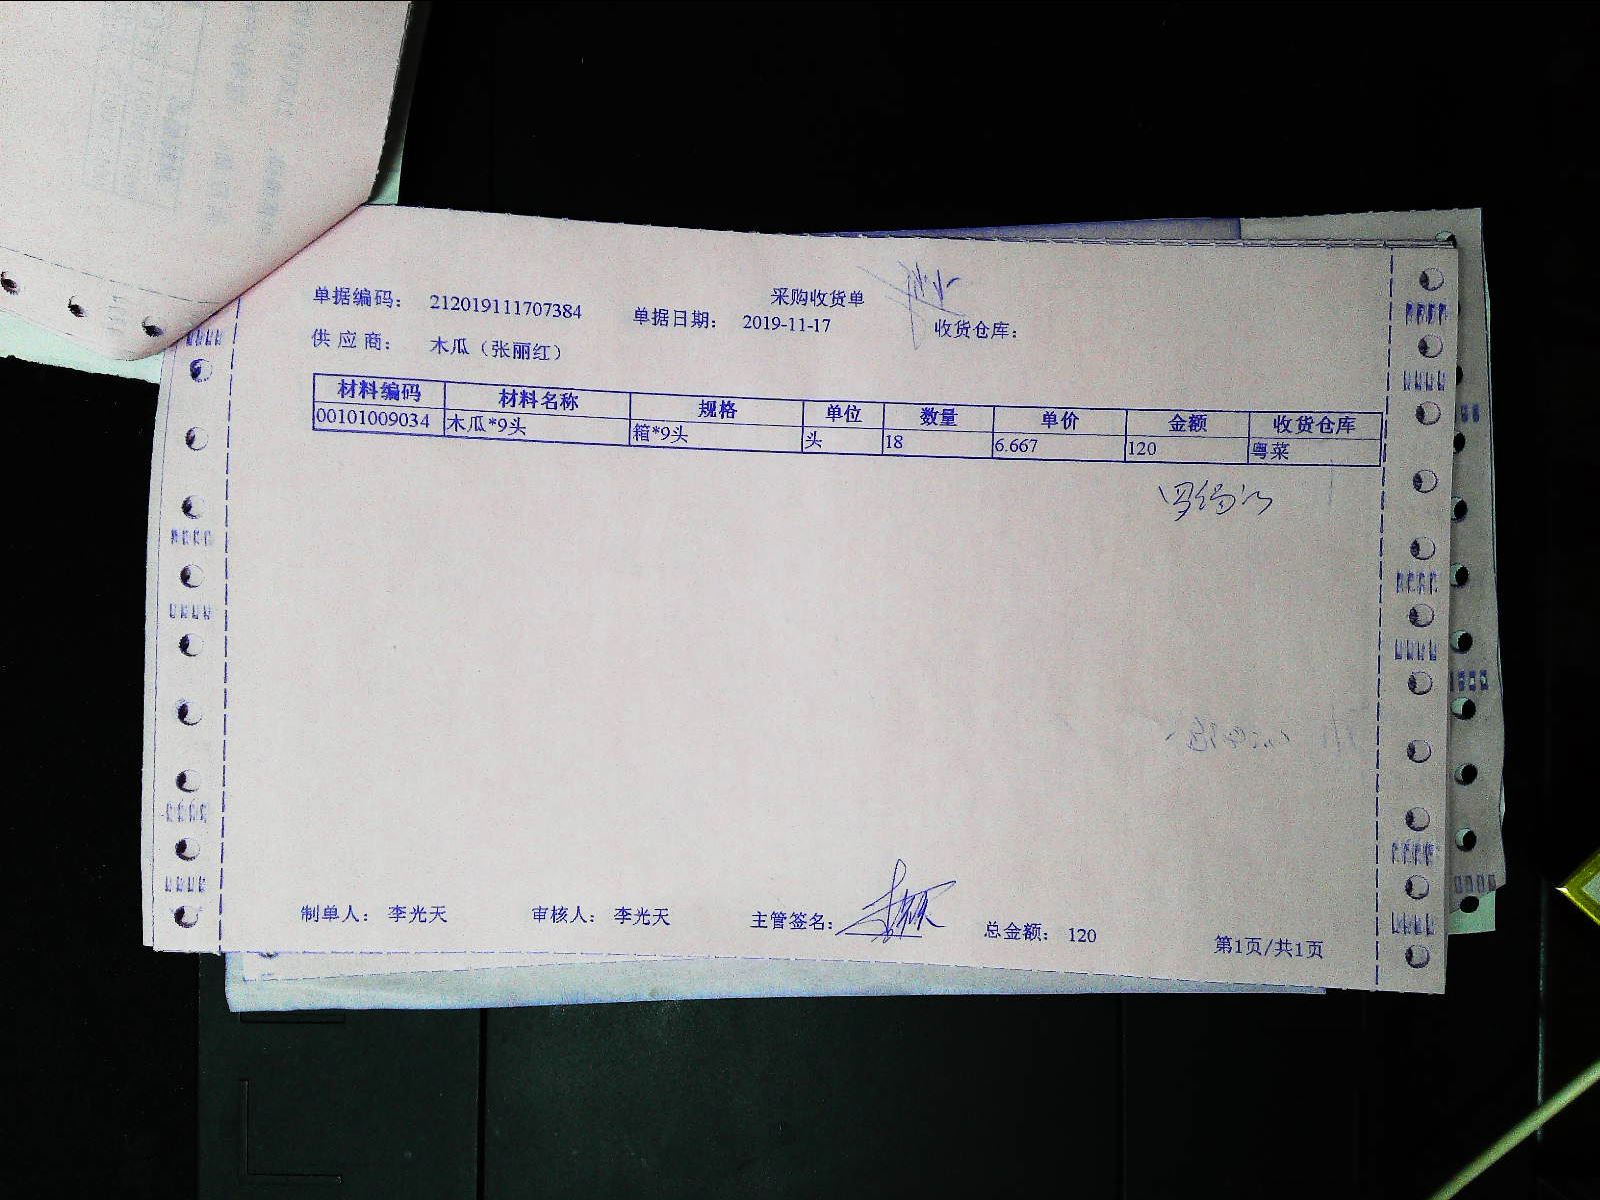 采购收货单
单据编码： 212019111707384 单据日期： 2019-11-17 收货仓库：
供 应 商： 木瓜（张丽红）
材料编码 材料名称 规格 单位 数量 单价 金额 收货仓库
00101009034 木瓜*9头 箱*9头 头 18 6.667 120 粤菜
制单人： 李光天 审核人： 李光天 主管签名： 总金额： 120 第1页/共1页